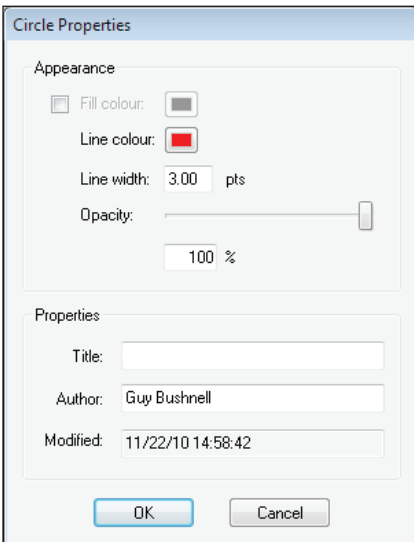 Circle Properties
Appearance
Fill colour:
Line colour:
Line width: 3.00 pts
Opacity:
100 %
Properties
Title:
Author: Guy Bushnell
Modified: 11/22/10 14:58:42
OK Cancel